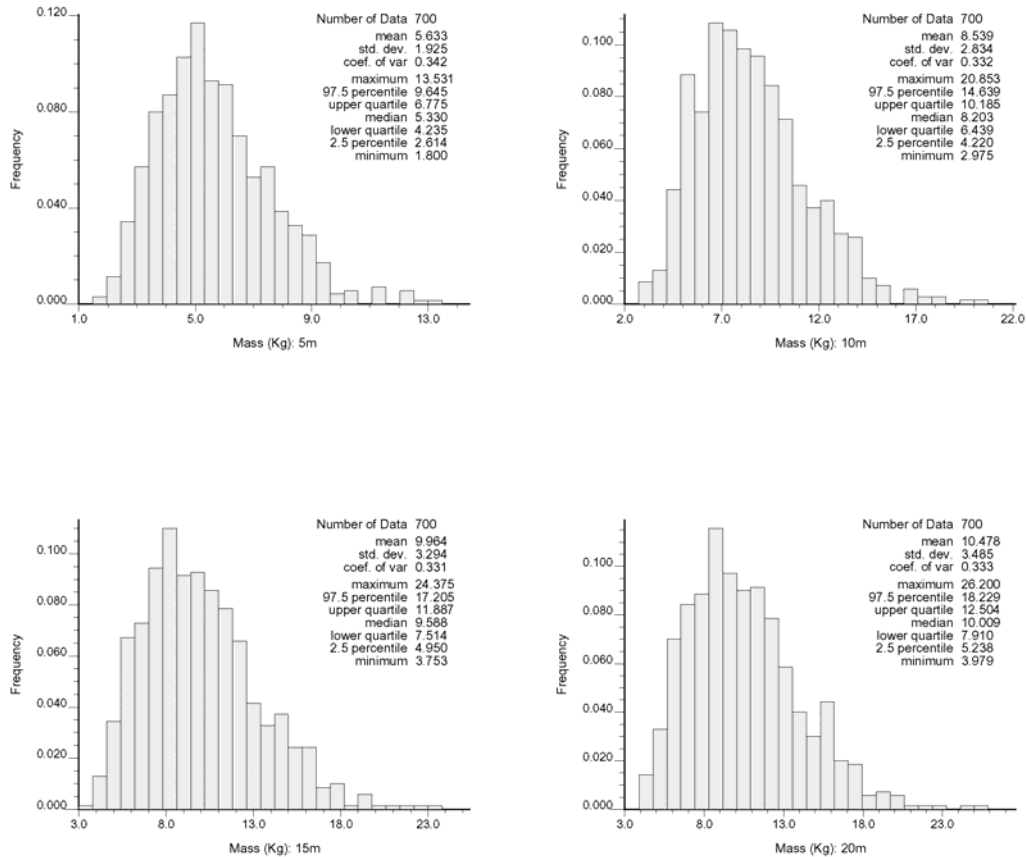 Frequency
0.120
0.080
0.040
0.000
1.0 5.0 9.0 13.0
Mass (Kg): 5m
Number of Data 700
mean 5.633
std. dev. 1.925
coef. of var 0.342
maximum 13.531
97.5 percentile 9.645
upper quartile 6.775
median 5.330
lower quartile 4.235
2.5 percentile 2.614
minimum 1.800
Frequency
0.100
0.080
0.060
0.040
0.020
0.000
2.0 7.0 12.0 17.0 22.0
Mass (Kg): 10m
Number of Data 700
mean 8.539
std. dev. 2.834
coef. of var 0.332
maximum 20.853
97.5 percentile 14.639
upper quartile 10.185
median 8.203
lower quartile 6.439
2.5 percentile 4.220
minimum 2.975
Frequency
0.100
0.080
0.060
0.040
0.020
0.000
3.0 8.0 13.0 18.0 23.0
Mass (Kg): 15m
Number of Data 700
mean 9.964
std. dev. 3.294
coef. of var 0.331
maximum 24.375
97.5 percentile 17.205
upper quartile 11.887
median 9.588
lower quartile 7.514
2.5 percentile 4.950
minimum 3.753
Frequency
0.100
0.080
0.060
0.040
0.020
0.000
3.0 8.0 13.0 18.0 23.0
Mass (Kg): 20m
Number of Data 700
mean 10.478
std. dev. 3.485
coef. of var 0.333
maximum 26.200
97.5 percentile 18.229
upper quartile 12.504
median 10.009
lower quartile 7.910
2.5 percentile 5.238
minimum 3.979